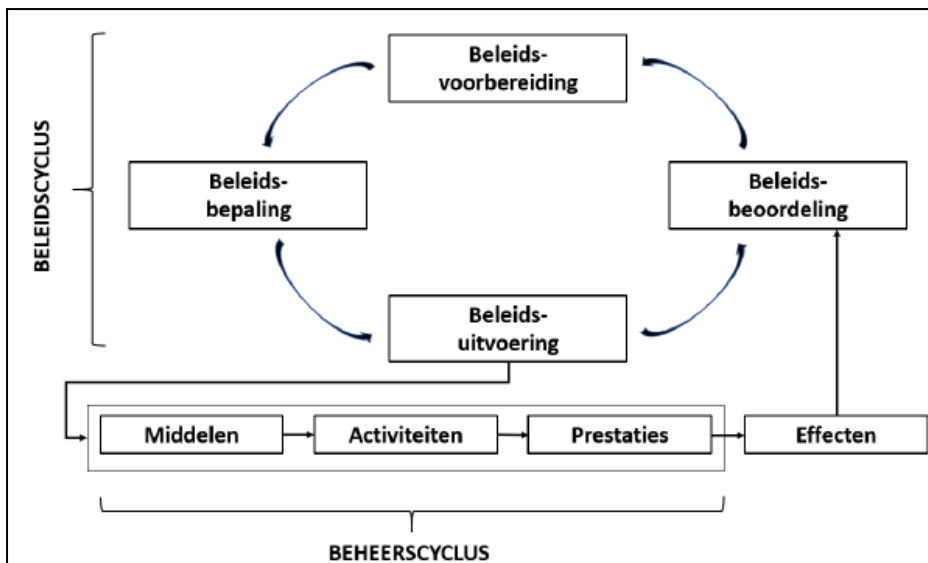 BELEIDSCYCLUS
Beleids-
voorbereiding
Beleids-
bepaling
Beleids-
beoordeling
Beleids-
uitvoering
Middelen
Activiteiten
Prestaties
Effecten
BEHEERSCYCLUS